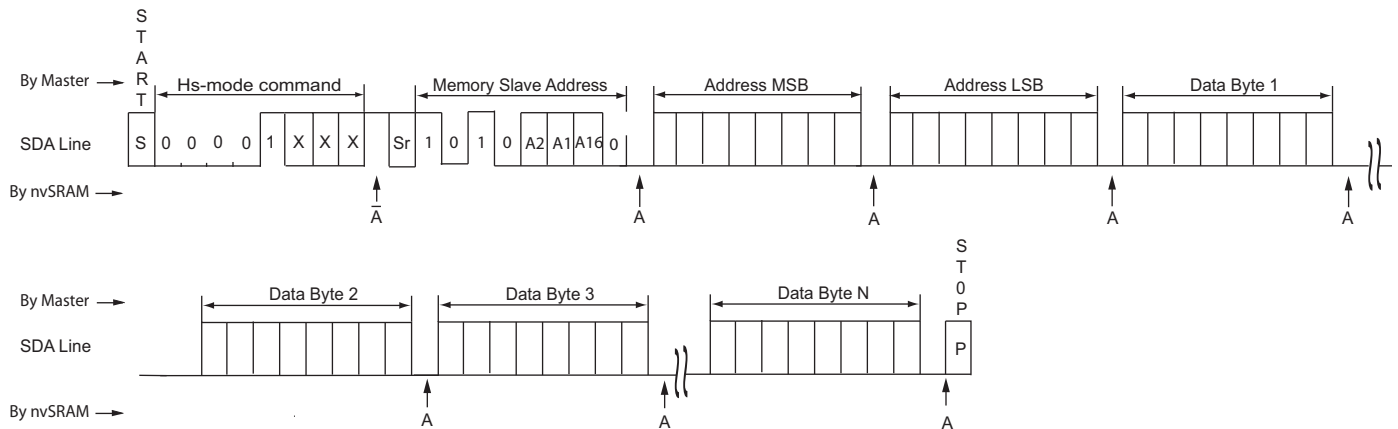 START
By Master
Hs-mode command
Memory Slave Address
Address MSB
Address LSB
Data Byte 1
SDA Line
S 0 0 0 0 1 X X X Sr 1 0 1 0 A2 A1 A16 0
By nvSRAM
A̅ A A A A
ST0P
By Master
Data Byte 2
Data Byte 3
Data Byte N
SDA Line
P
By nvSRAM
A A A